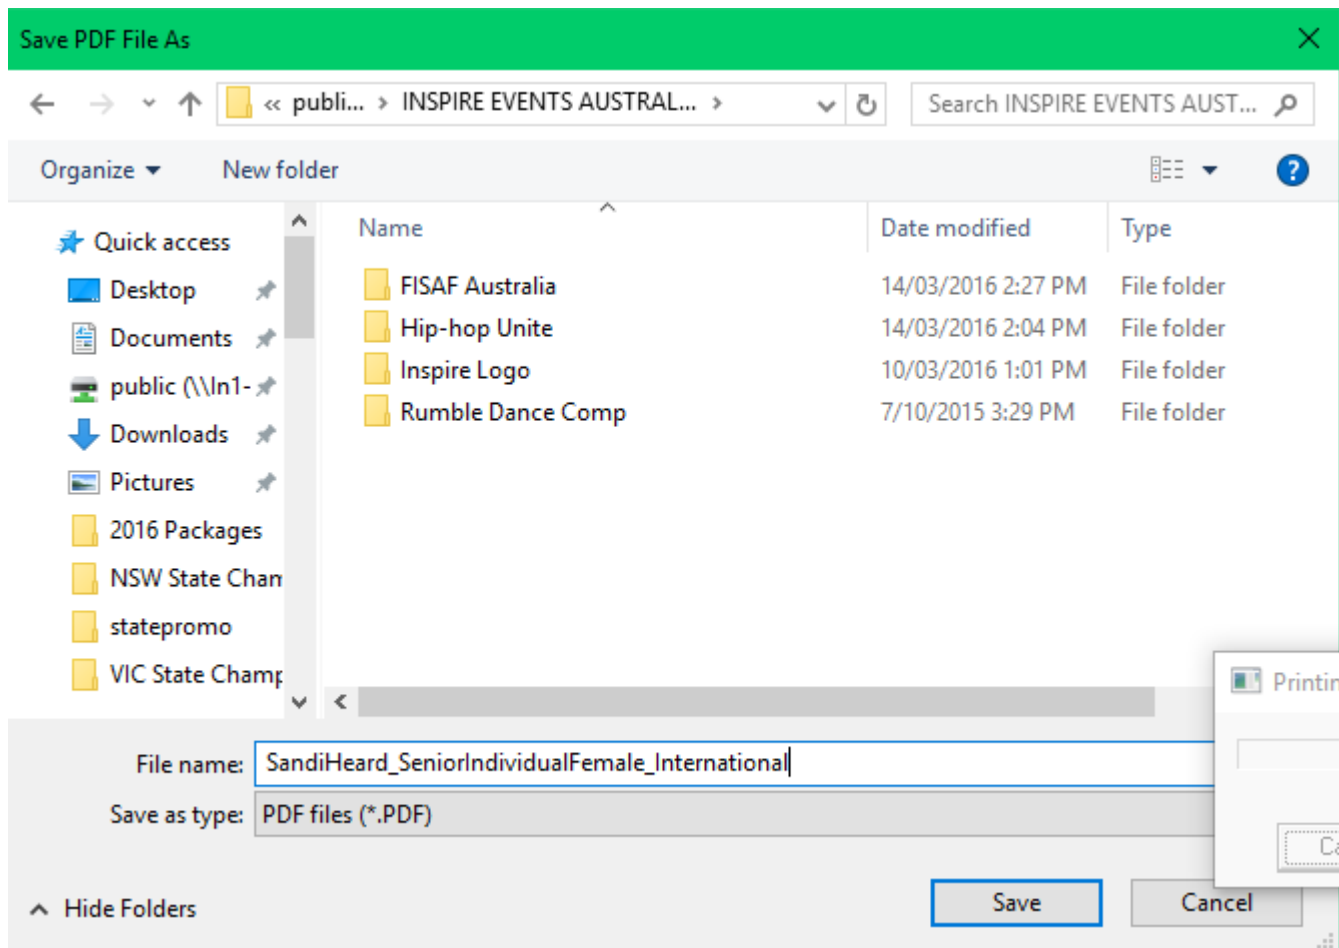 Save PDF File As
« publi... > INSPIRE EVENTS AUSTRAL... >
Search INSPIRE EVENTS AUST...
Organize
New folder
?
Quick access
Desktop
Documents
public (\\ln1-
Downloads
Pictures
2016 Packages
NSW State Cham
statepromo
VIC State Champ
Name Date modified Type
FISAF Australia 14/03/2016 2:27 PM File folder
Hip-hop Unite 14/03/2016 2:04 PM File folder
Inspire Logo 10/03/2016 1:01 PM File folder
Rumble Dance Comp 7/10/2015 3:29 PM File folder
Printin
File name: SandiHeard_SeniorIndividualFemale_International
Save as type: PDF files (*.PDF)
Ca
Hide Folders
Save
Cancel